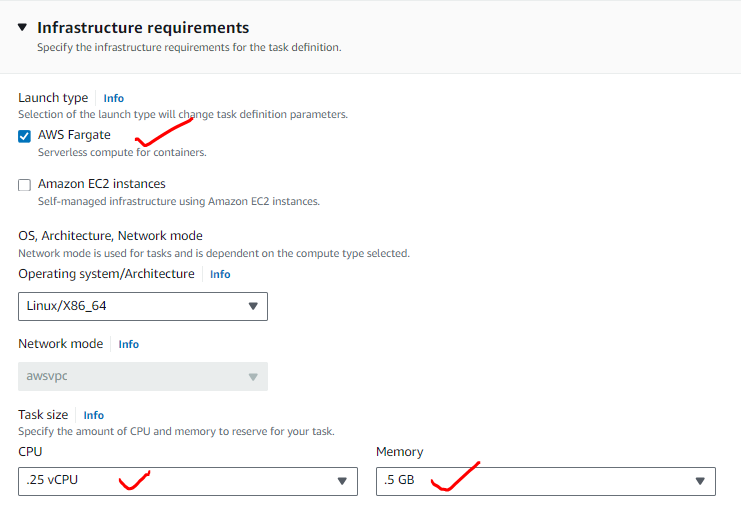 Infrastructure requirements
Specify the infrastructure requirements for the task definition.
Launch type Info
Selection of the launch type will change task definition parameters.
AWS Fargate
Serverless compute for containers.
Amazon EC2 instances
Self-managed infrastructure using Amazon EC2 instances.
OS, Architecture, Network mode
Network mode is used for tasks and is dependent on the compute type selected.
Operating system/Architecture Info
Linux/X86_64
Network mode Info
awsvpc
Task size Info
Specify the amount of CPU and memory to reserve for your task.
CPU Memory
.25 vCPU .5 GB